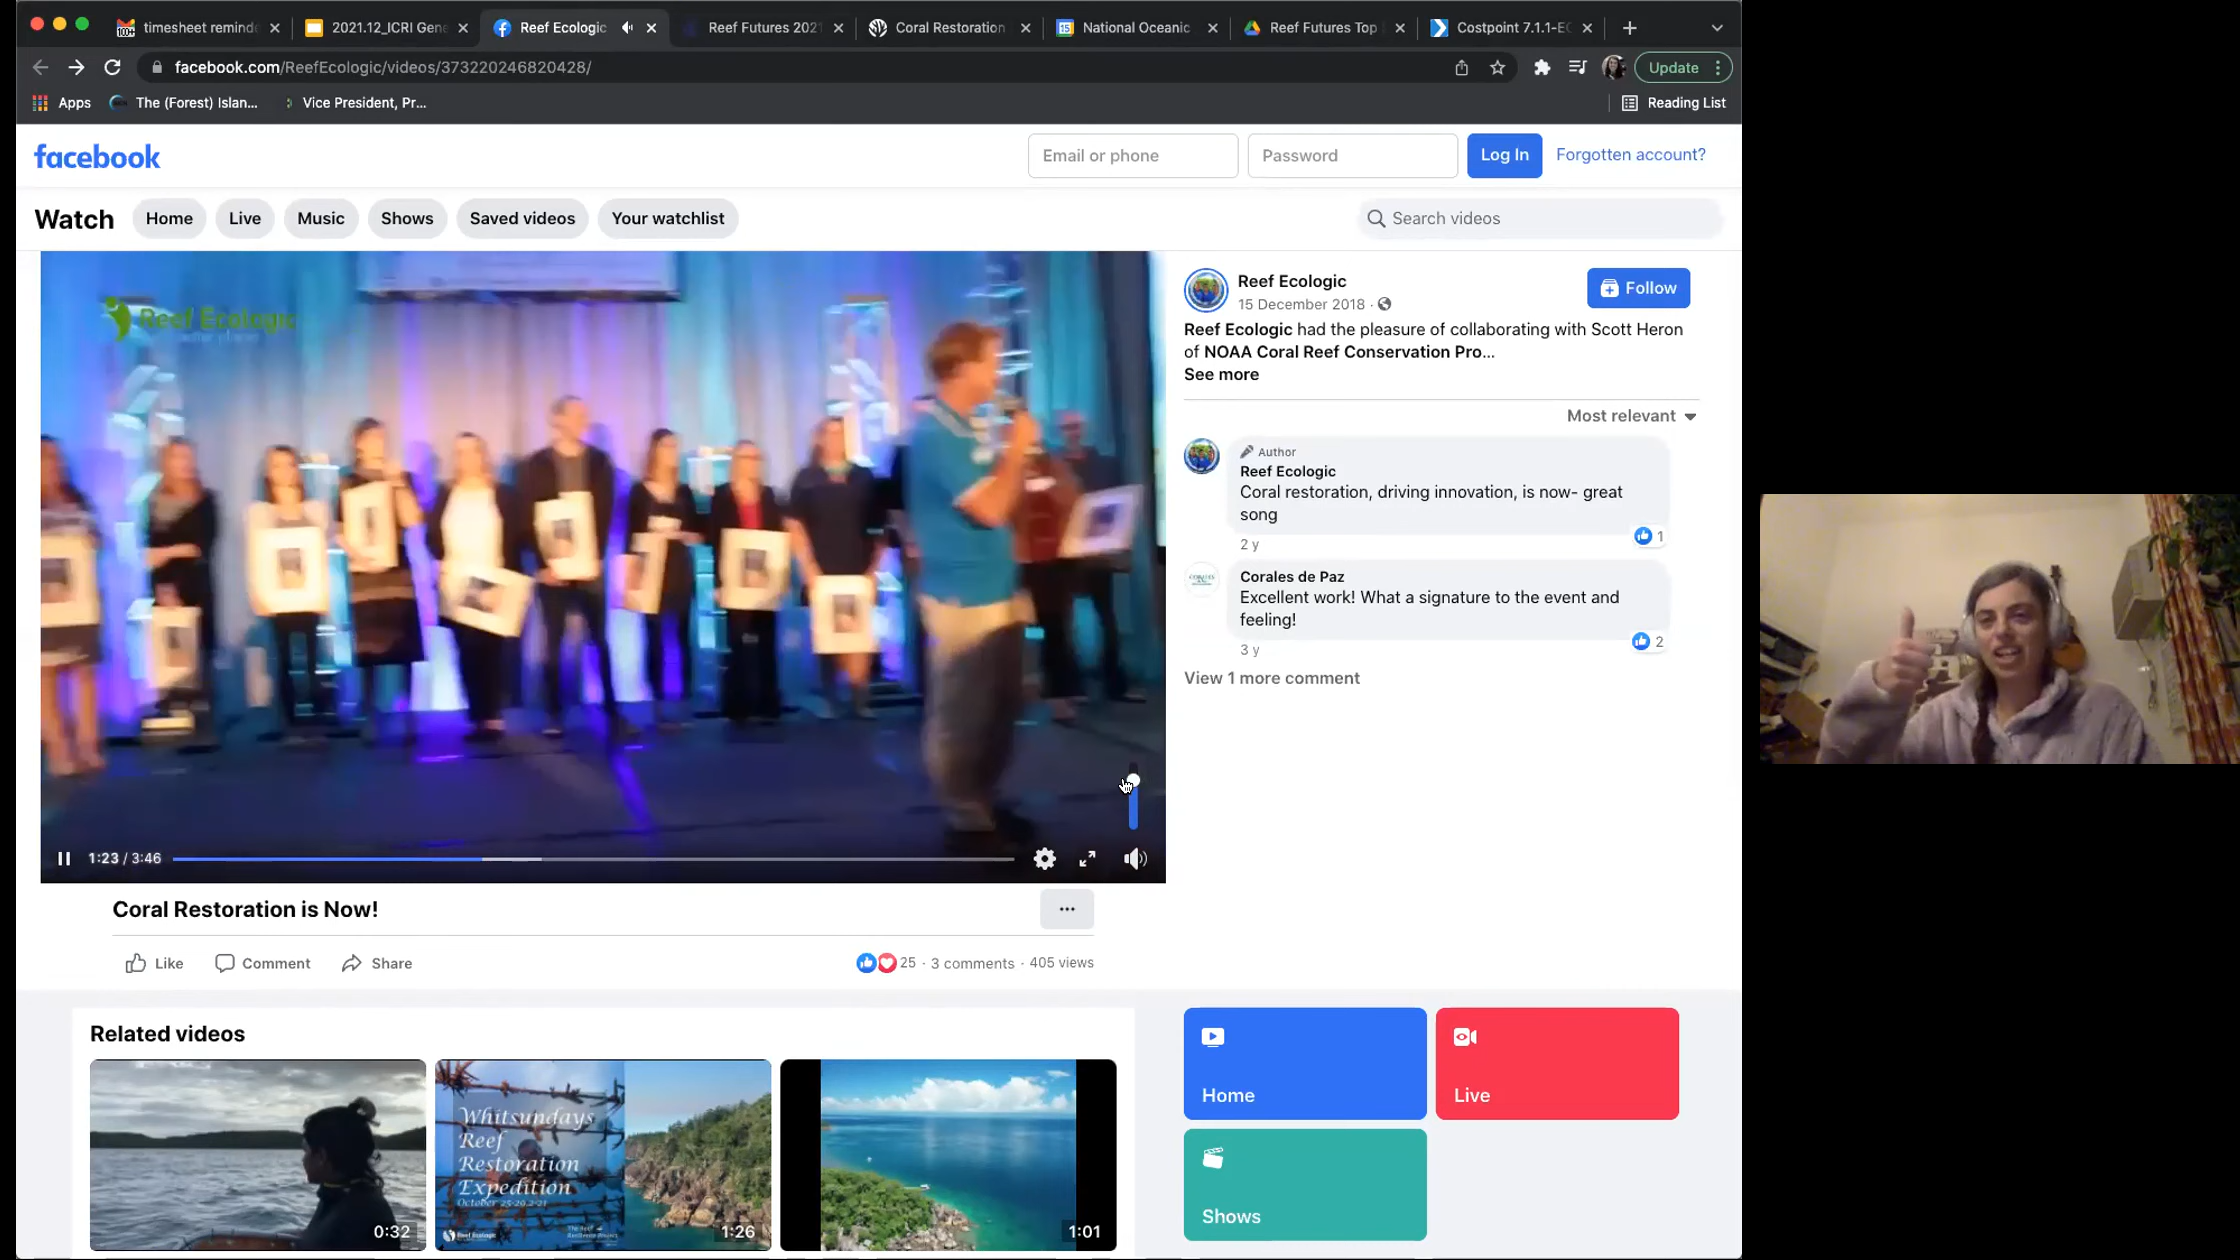 timesheet remind
2021.12_ICRI Gene
Reef Ecologic
Reef Futures 2021
Coral Restoration
National Oceanic
Reef Futures Top
Costpoint 7.1.1-EC
facebook.com/ReefEcologic/videos/373220246820428/
Update
Apps
The (Forest) Islan...
Vice President, Pr...
Reading List
facebook
Email or phone
Password
Log In
Forgotten account?
Watch
Home
Live
Music
Shows
Saved videos
Your watchlist
Search videos
Reef Ecologic
1:23 / 3:46
Coral Restoration is Now!
Like
Comment
Share
25 · 3 comments · 405 views
Reef Ecologic
15 December 2018 ·
Follow
Reef Ecologic had the pleasure of collaborating with Scott Heron
of NOAA Coral Reef Conservation Pro...
See more
Most relevant
Author
Reef Ecologic
Coral restoration, driving innovation, is now- great
song
1
2 y
Corales de Paz
Excellent work! What a signature to the event and
feeling!
2
3 y
View 1 more comment
Related videos
0:32
Whitsundays
Reef
Restoration
Expedition
Reef Ecologic
1:26
1:01
Home
Live
Shows